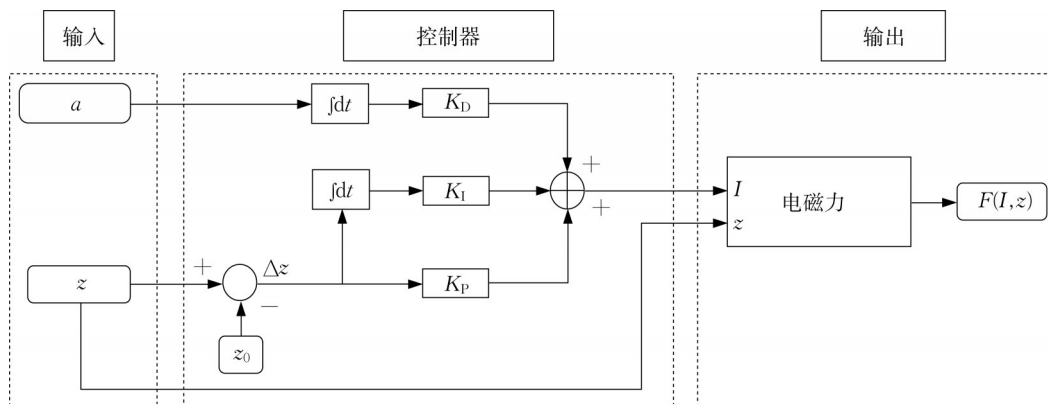 输入
控制器
输出
a
∫dt
K_D
+
∫dt
K_I
+
I
电磁力
F(I,z)
z
z
+
Δz
−
K_P
z_0